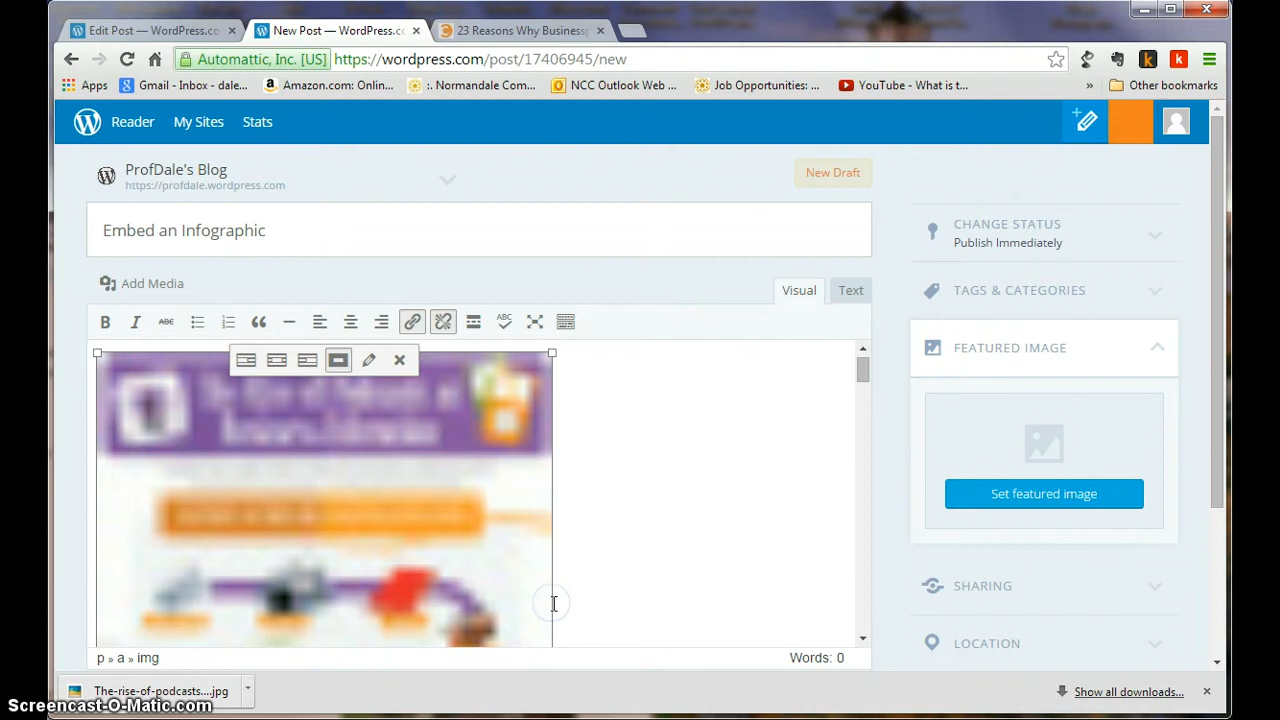 Edit Post — WordPress.co
New Post — WordPress.c
23 Reasons Why Business
Automattic, Inc. [US] https://wordpress.com/post/17406945/new
Apps
Gmail - Inbox - dale...
Amazon.com: Onlin...
:. Normandale Com...
NCC Outlook Web ...
Job Opportunities: ...
YouTube - What is t...
»
Other bookmarks
Reader
My Sites
Stats
ProfDale's Blog
https://profdale.wordpress.com
New Draft
Embed an Infographic
Add Media
Visual
Text
B I ABC
ABC
p » a » img
Words: 0
CHANGE STATUS
Publish Immediately
TAGS & CATEGORIES
FEATURED IMAGE
Set featured image
SHARING
LOCATION
The-rise-of-podcasts....jpg
Show all downloads...
Screencast-O-Matic.com